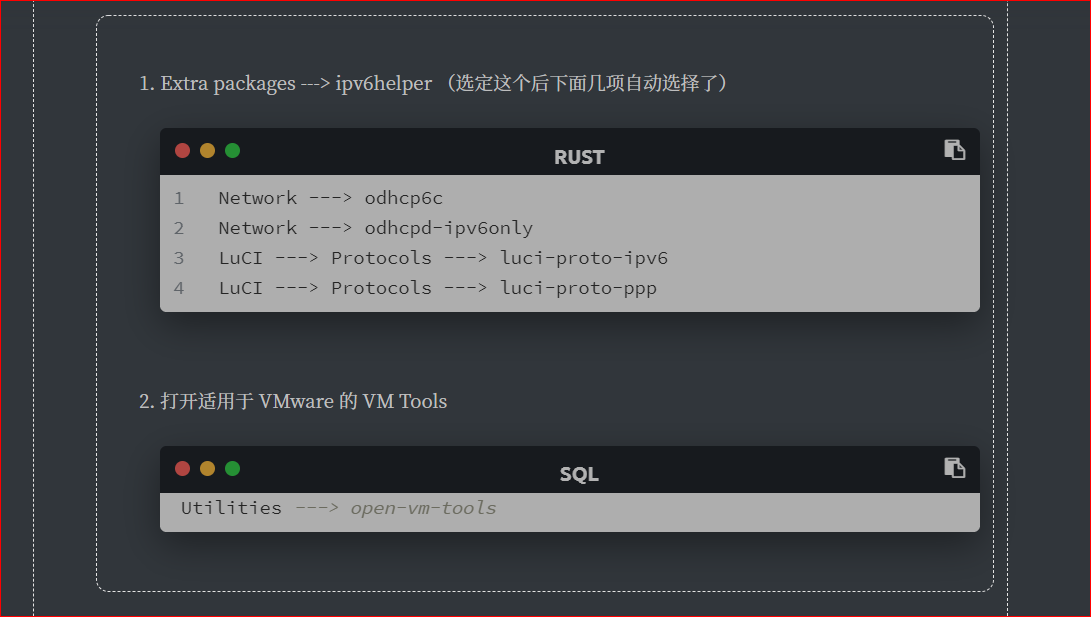 1. Extra packages ---> ipv6helper （选定这个后下面几项自动选择了）
RUST
1 Network ---> odhcp6c
2 Network ---> odhcpd-ipv6only
3 LuCI ---> Protocols ---> luci-proto-ipv6
4 LuCI ---> Protocols ---> luci-proto-ppp
2. 打开适用于 VMware 的 VM Tools
SQL
Utilities ---> open-vm-tools